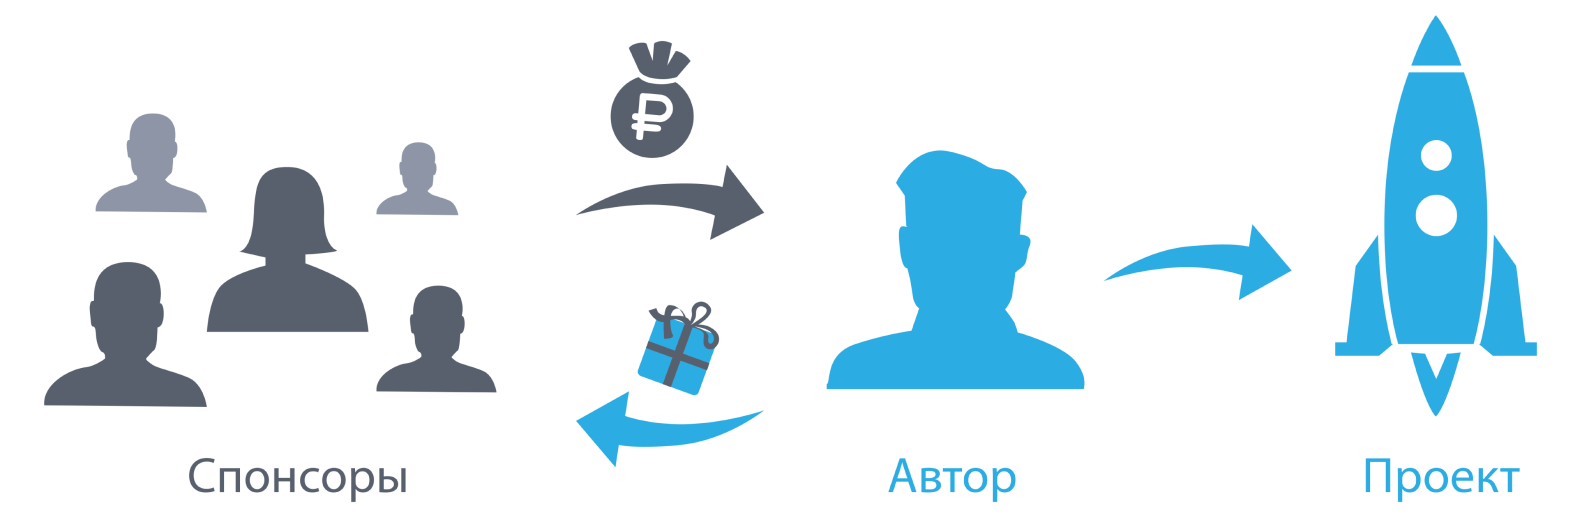 ₽
Спонсоры
Автор
Проект